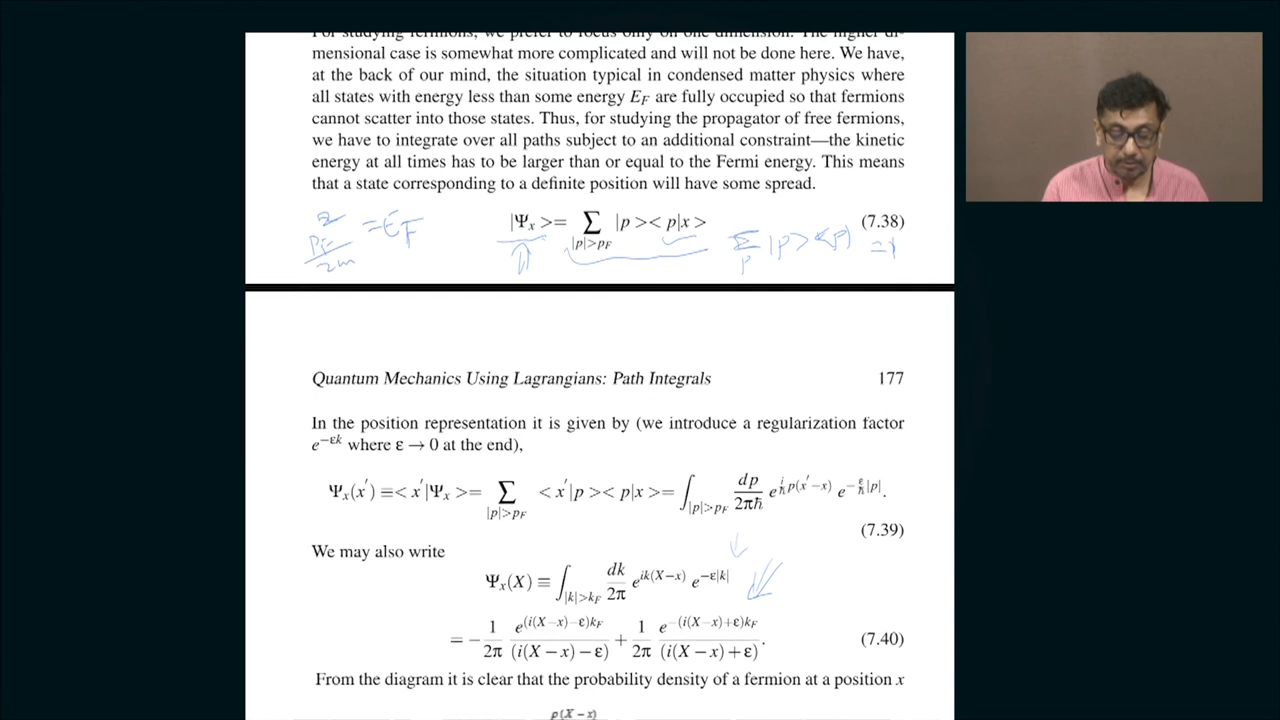 For studying fermions, we prefer to focus only on one dimension. The higher di-
mensional case is somewhat more complicated and will not be done here. We have,
at the back of our mind, the situation typical in condensed matter physics where
all states with energy less than some energy E_F are fully occupied so that fermions
cannot scatter into those states. Thus, for studying the propagator of free fermions,
we have to integrate over all paths subject to an additional constraint—the kinetic
energy at all times has to be larger than or equal to the Fermi energy. This means
that a state corresponding to a definite position will have some spread.
|Ψ_x >= ∑_{|p|>p_F} |p >< p|x > (7.38)
p_F^2/2m = E_F
∑_p |p><p| = 1
Quantum Mechanics Using Lagrangians: Path Integrals 177
In the position representation it is given by (we introduce a regularization factor
e^{−εk} where ε → 0 at the end),
Ψ_x(x′) ≡< x′|Ψ_x >= ∑_{|p|>p_F} < x′|p >< p|x >= ∫_{|p|>p_F} dp/2πħ e^{i/ħ p(x′−x)} e^{−ε/ħ |p|}.
(7.39)
We may also write
Ψ_x(X) ≡ ∫_{|k|>k_F} dk/2π e^{ik(X−x)} e^{−ε|k|}
= − 1/2π e^{(i(X−x)−ε)k_F}/(i(X−x)−ε) + 1/2π e^{−(i(X−x)+ε)k_F}/(i(X−x)+ε). (7.40)
From the diagram it is clear that the probability density of a fermion at a position x
ρ(X−x)